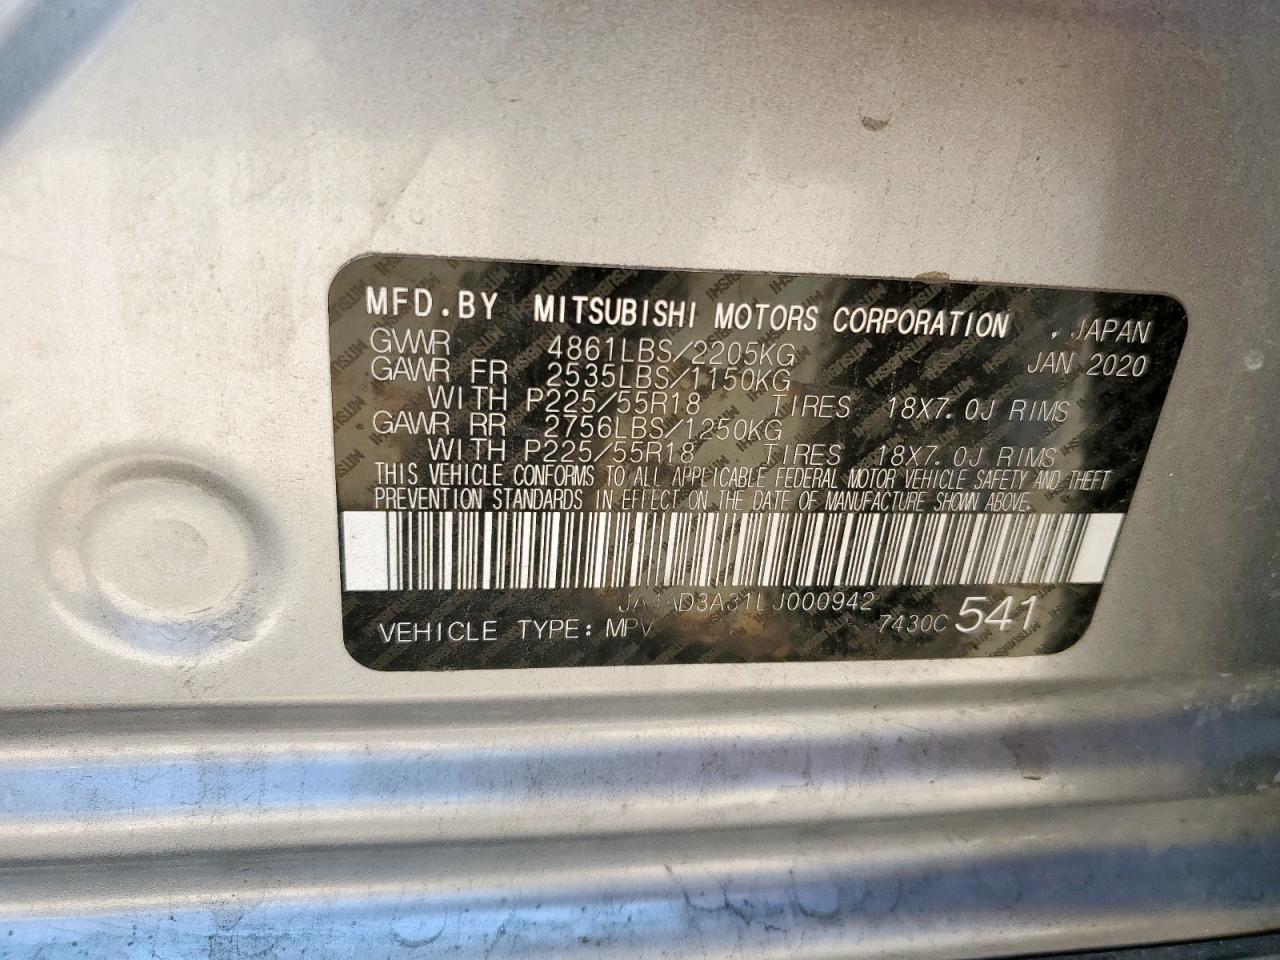 MFD.BY MITSUBISHI MOTORS CORPORATION , JAPAN
GVWR 4861LBS/2205KG JAN 2020
GAWR FR 2535LBS/1150KG
WITH P225/55R18 TIRES 18X7.0J RIMS
GAWR RR 2756LBS/1250KG
WITH P225/55R18 TIRES 18X7.0J RIMS
THIS VEHICLE CONFORMS TO ALL APPLICABLE FEDERAL MOTOR VEHICLE SAFETY AND THEFT
PREVENTION STANDARDS IN EFFECT ON THE DATE OF MANUFACTURE SHOWN ABOVE.
JA4AD3A31LJ000942
VEHICLE TYPE: MPV 7430C 541